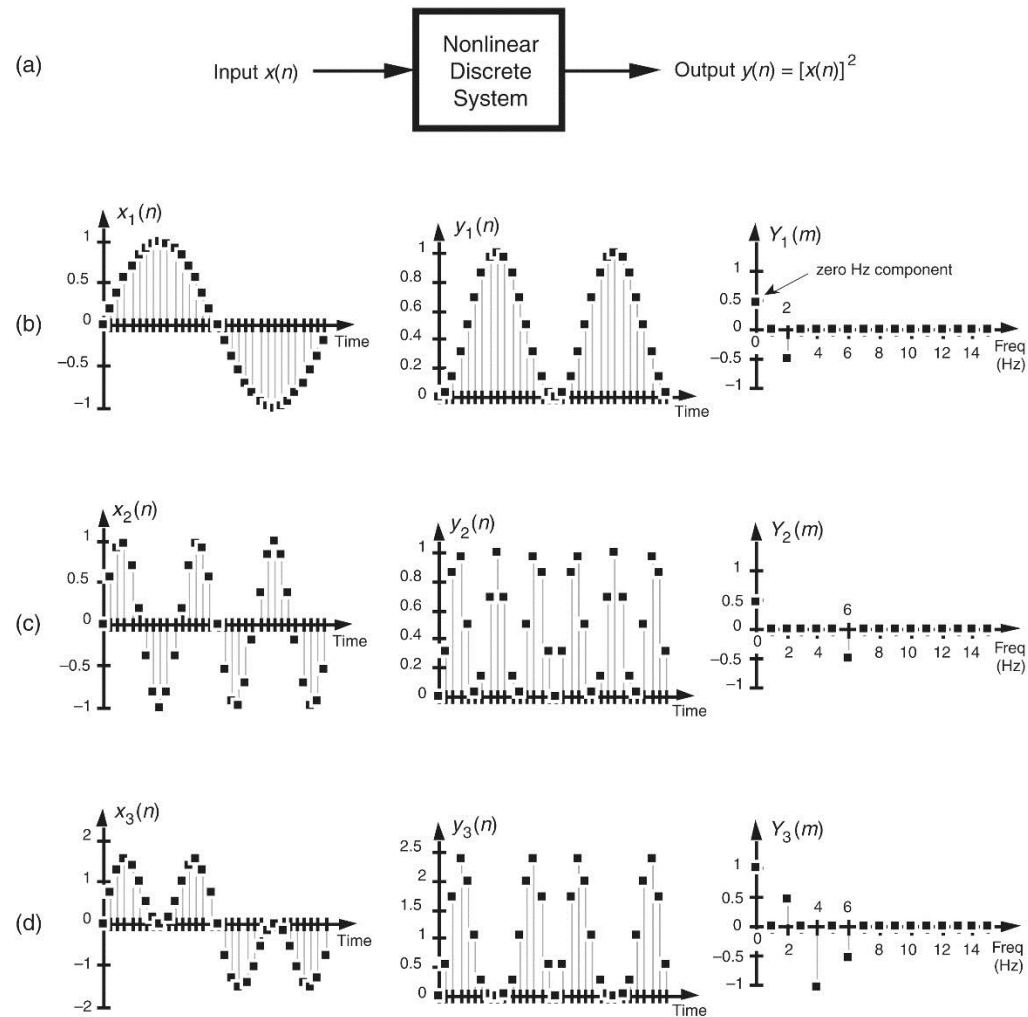 (a)
Input x(n)
Nonlinear
Discrete
System
Output y(n) = [x(n)]²
(b)
x₁(n)
1
0.5
0
−0.5
−1
Time
y₁(n)
1
0.8
0.6
0.4
0.2
0
Time
Y₁(m)
zero Hz component
1
0.5
0
−0.5
−1
2
0 4 6 8 10 12 14
Freq
(Hz)
(c)
x₂(n)
1
0.5
0
−0.5
−1
Time
y₂(n)
1
0.8
0.6
0.4
0.2
0
Time
Y₂(m)
1
0.5
0
−0.5
−1
6
0 2 4 8 10 12 14
Freq
(Hz)
(d)
x₃(n)
2
1
0
−1
−2
Time
y₃(n)
2.5
2
1.5
1
0.5
0
Time
Y₃(m)
1
0.5
0
−0.5
−1
4 6
0 2 8 10 12 14
Freq
(Hz)